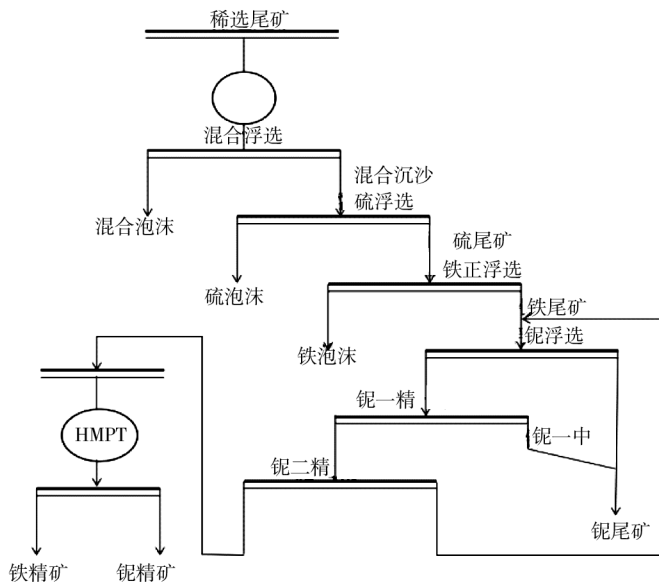 稀选尾矿
混合浮选
混合沉沙
硫浮选
混合泡沫
硫尾矿
铁正浮选
硫泡沫
铁尾矿
铌浮选
铁泡沫
铌一精
HMPT
铌一中
铌二精
铌尾矿
铁精矿
铌精矿